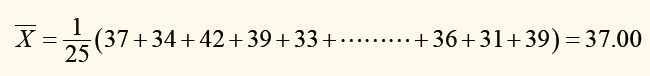 X̅ = 1/25 (37 + 34 + 42 + 39 + 33 + ⋯⋯⋯ + 36 + 31 + 39) = 37.00